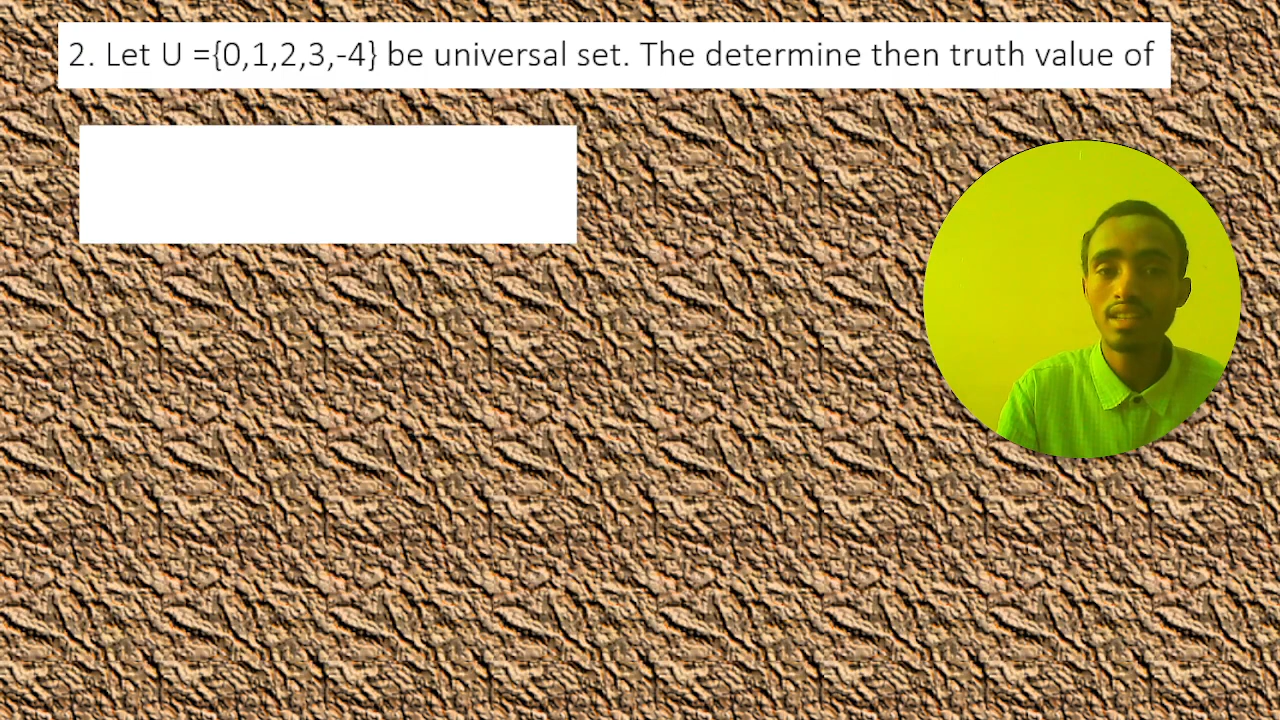 2. Let U ={0,1,2,3,-4} be universal set. The determine then truth value of